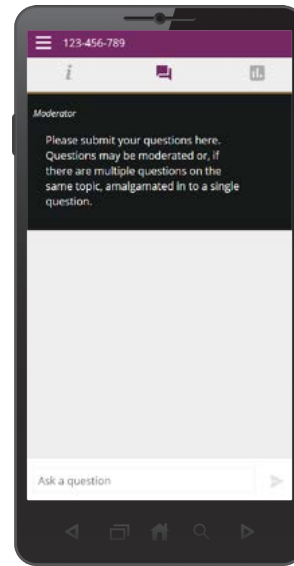 123-456-789
i
Moderator
Please submit your questions here.
Questions may be moderated or, if
there are multiple questions on the
same topic, amalgamated in to a single
question.
Ask a question